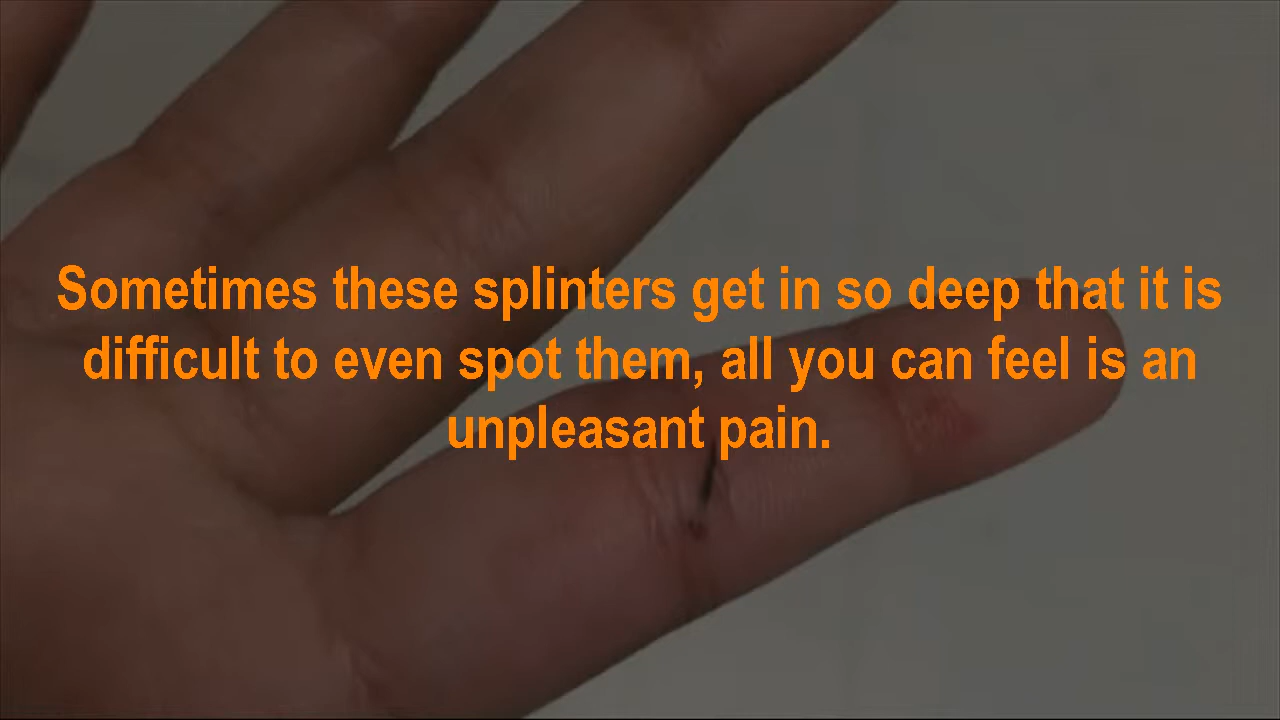 Sometimes these splinters get in so deep that it is
difficult to even spot them, all you can feel is an
unpleasant pain.